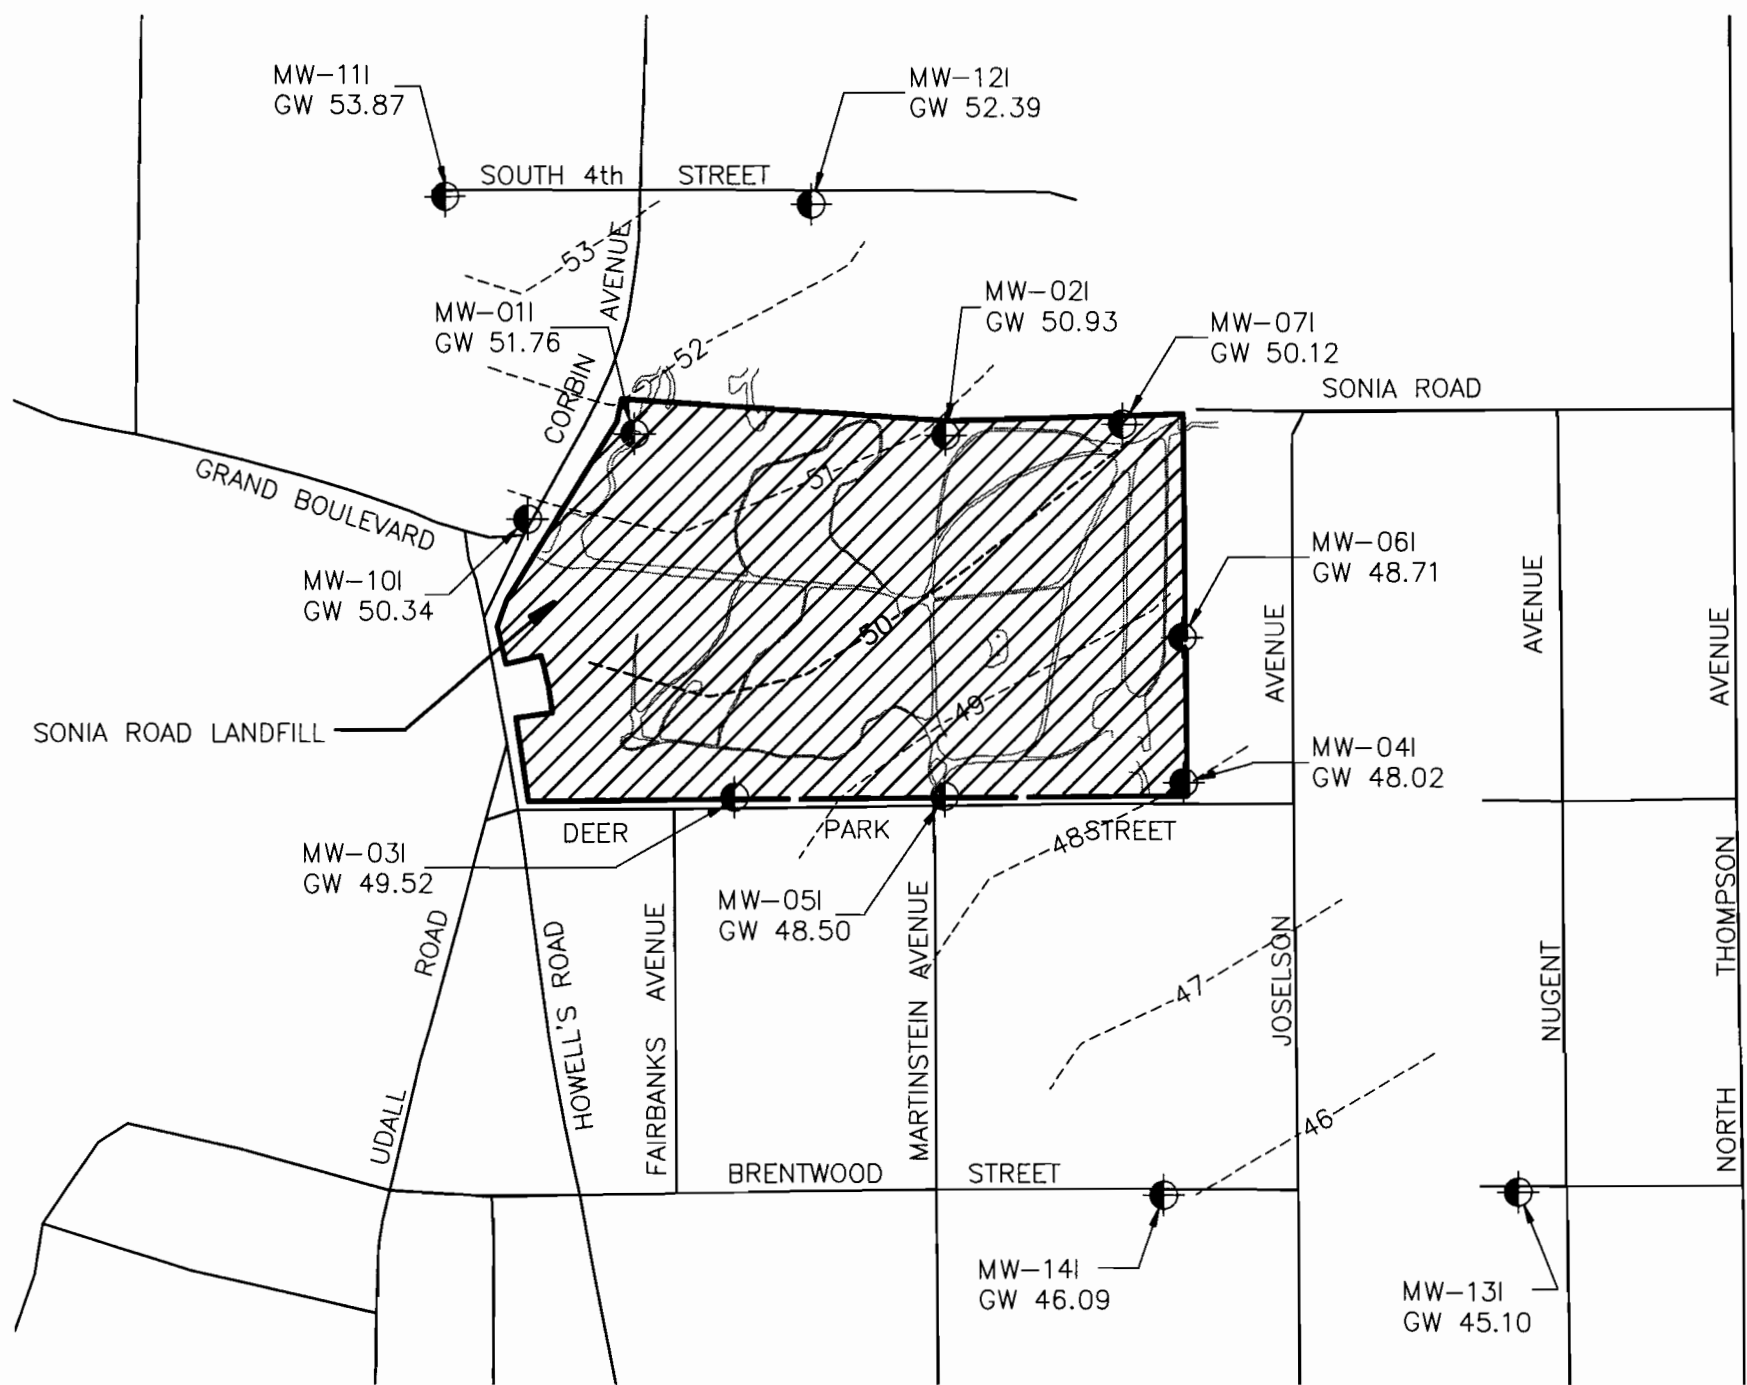 MW-11I
GW 53.87
MW-12I
GW 52.39
SOUTH 4th STREET
53
CORBIN AVENUE
MW-01I
GW 51.76
52
MW-02I
GW 50.93
MW-07I
GW 50.12
SONIA ROAD
GRAND BOULEVARD
51
MW-10I
GW 50.34
MW-06I
GW 48.71
50
49
SONIA ROAD LANDFILL
MW-04I
GW 48.02
DEER PARK STREET
48
MW-03I
GW 49.52
MW-05I
GW 48.50
UDALL ROAD
HOWELL'S ROAD
FAIRBANKS AVENUE
MARTINSTEIN AVENUE
47
JOSELSON AVENUE
NUGENT AVENUE
NORTH THOMPSON AVENUE
46
BRENTWOOD STREET
MW-14I
GW 46.09
MW-13I
GW 45.10